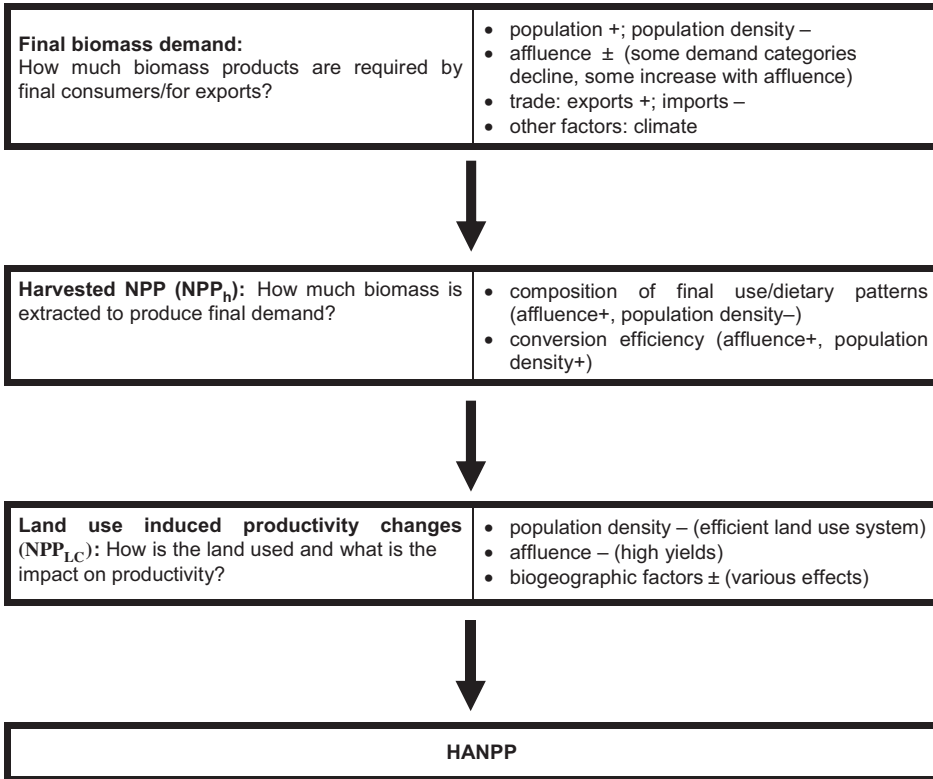 Final biomass demand:
How much biomass products are required by
final consumers/for exports?
• population +; population density –
• affluence ± (some demand categories
decline, some increase with affluence)
• trade: exports +; imports –
• other factors: climate
Harvested NPP (NPPh): How much biomass is
extracted to produce final demand?
• composition of final use/dietary patterns
(affluence+, population density–)
• conversion efficiency (affluence+, population
density+)
Land use induced productivity changes
(NPPLC): How is the land used and what is the
impact on productivity?
• population density – (efficient land use system)
• affluence – (high yields)
• biogeographic factors ± (various effects)
HANPP